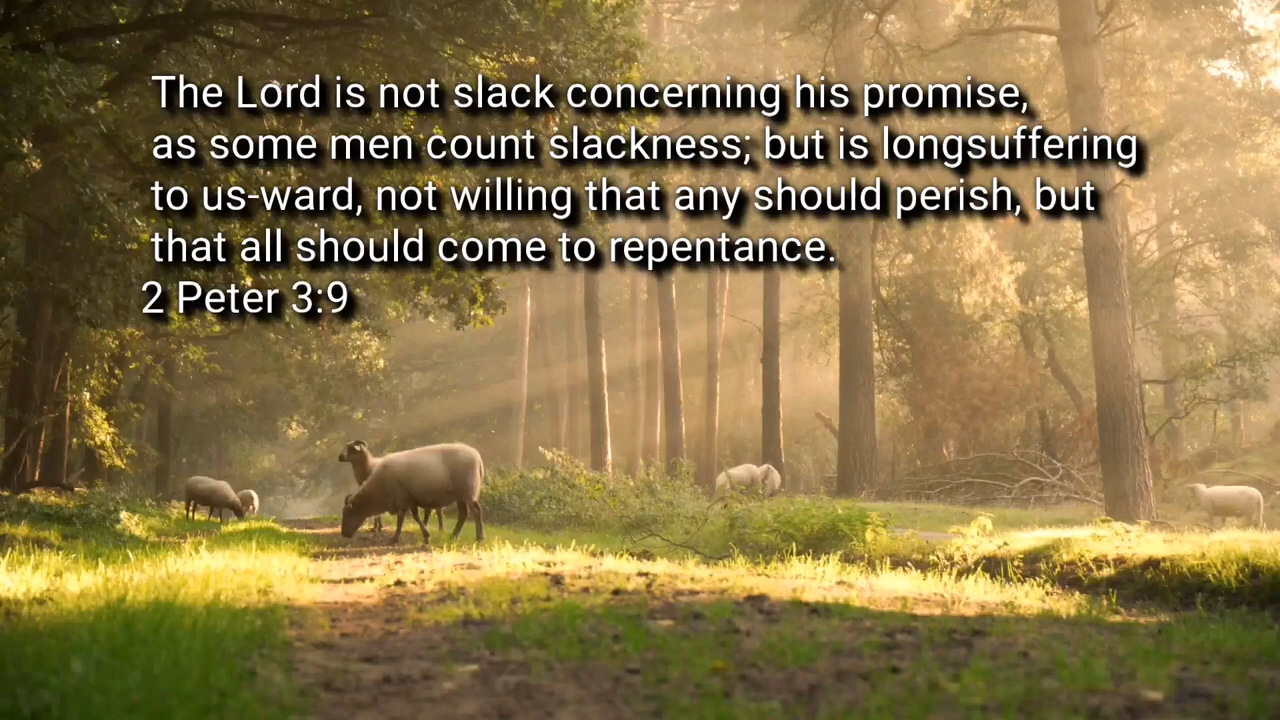 The Lord is not slack concerning his promise,
as some men count slackness; but is longsuffering
to us-ward, not willing that any should perish, but
that all should come to repentance.
2 Peter 3:9